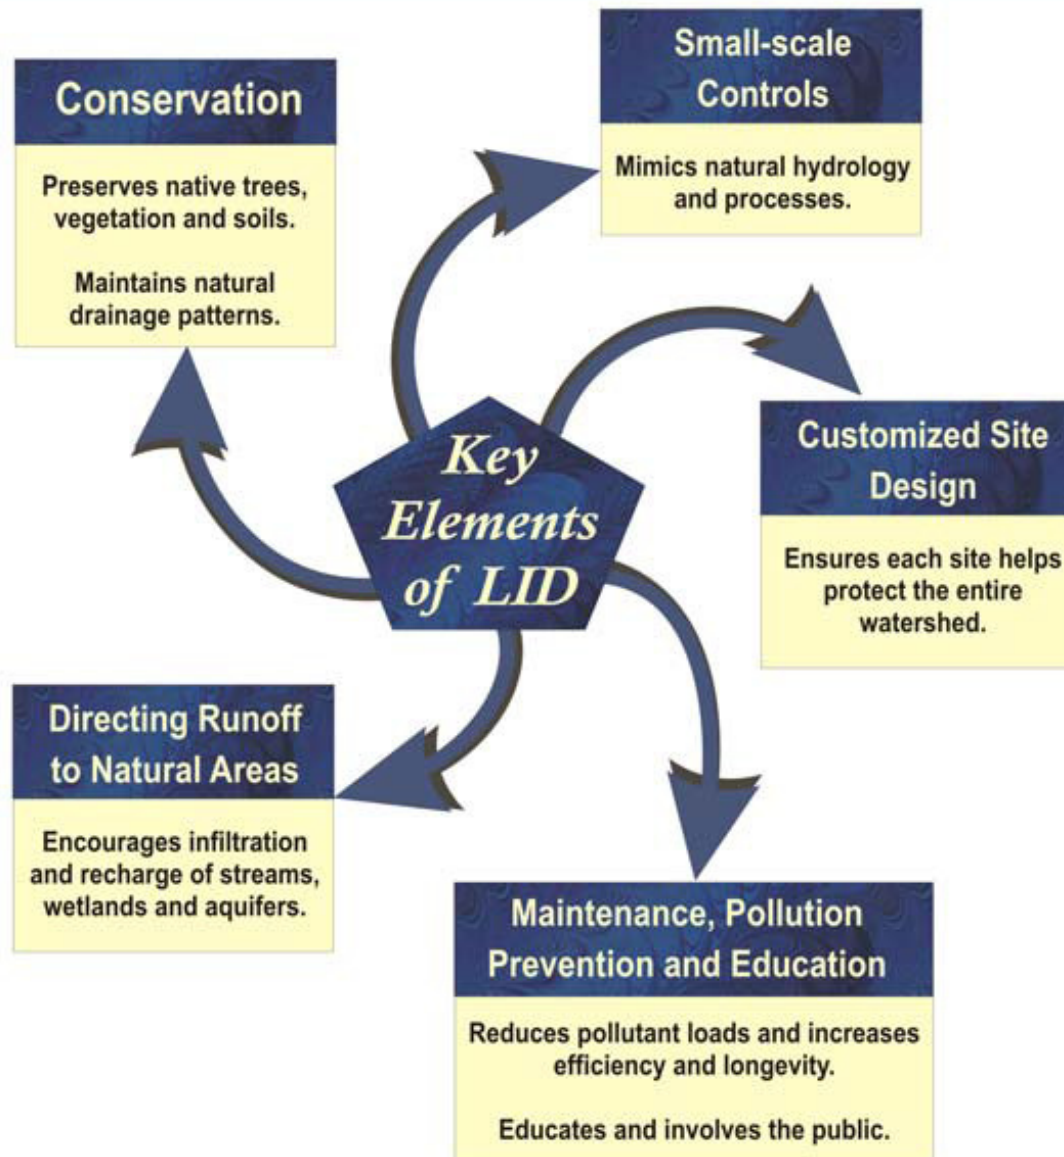 Conservation
Preserves native trees,
vegetation and soils.
Maintains natural
drainage patterns.
Small-scale
Controls
Mimics natural hydrology
and processes.
Customized Site
Design
Ensures each site helps
protect the entire
watershed.
Key
Elements
of LID
Directing Runoff
to Natural Areas
Encourages infiltration
and recharge of streams,
wetlands and aquifers.
Maintenance, Pollution
Prevention and Education
Reduces pollutant loads and increases
efficiency and longevity.
Educates and involves the public.